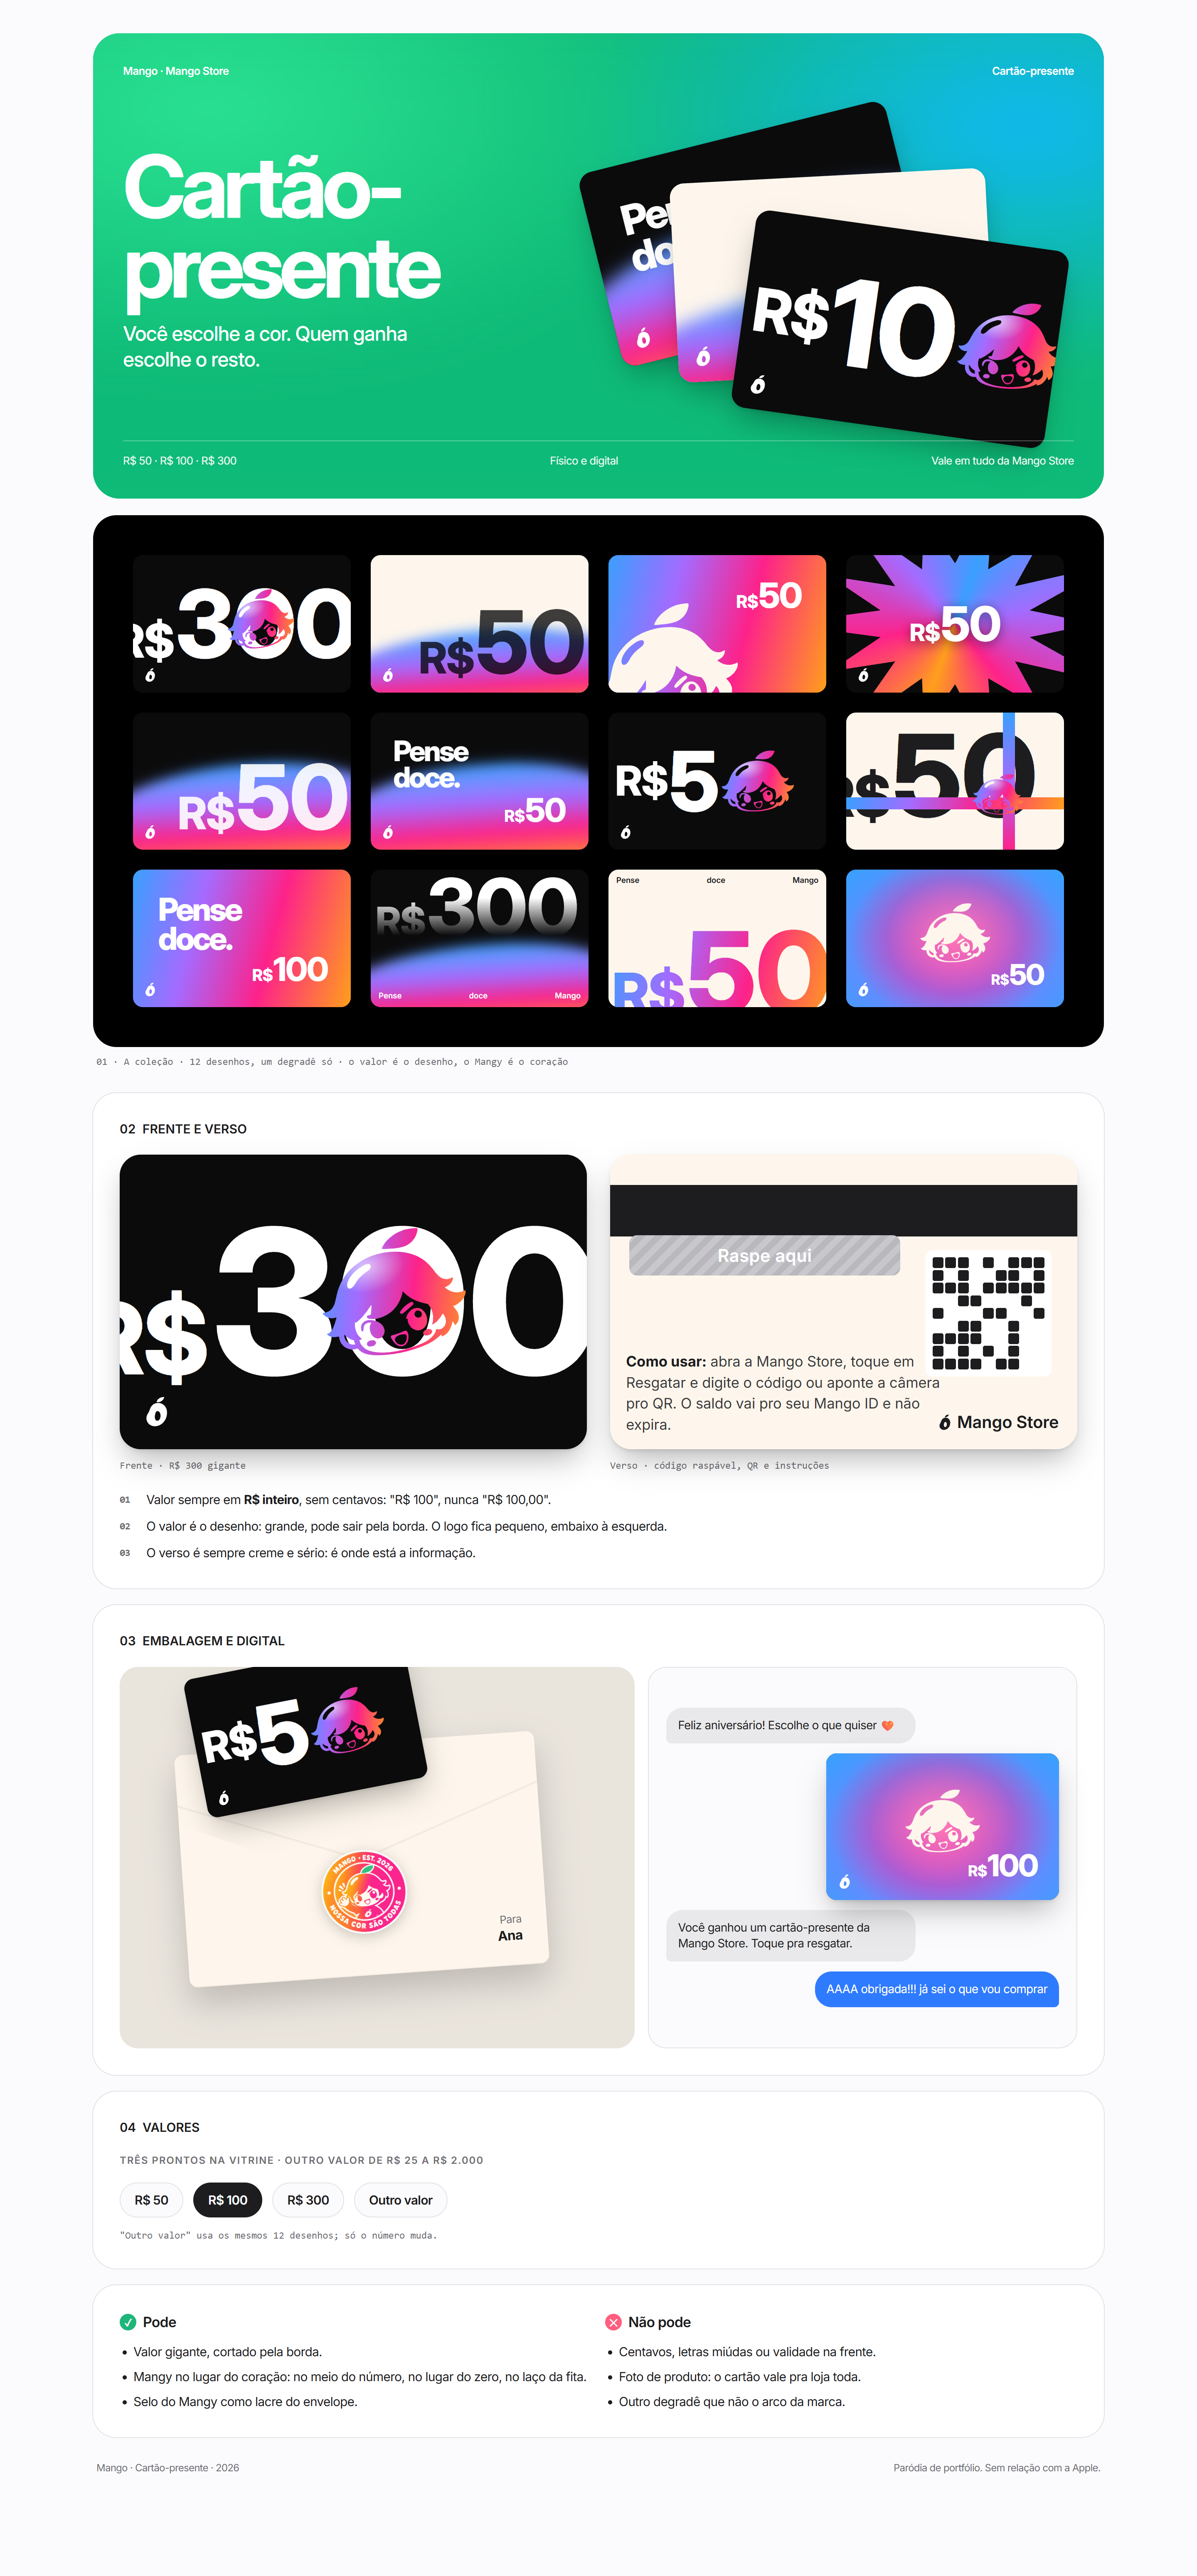 Mango · Mango Store
Cartão-presente
Cartão-
presente
Você escolhe a cor. Quem ganha
escolhe o resto.
do
R$10
R$ 50 · R$ 100 · R$ 300
Físico e digital
Vale em tudo da Mango Store
R$300
R$50
R$50
R$50
R$50
Pense
doce.
R$50
R$5
R$50
Pense
doce.
R$100
R$300
Pense
doce
Mango
Pense
doce
Mango
R$50
R$50
01 · A coleção · 12 desenhos, um degradê só · o valor é o desenho, o Mangy é o coração
02 FRENTE E VERSO
R$300
Raspe aqui
Como usar: abra a Mango Store, toque em
Resgatar e digite o código ou aponte a câmera
pro QR. O saldo vai pro seu Mango ID e não
expira.
Mango Store
Frente · R$ 300 gigante
Verso · código raspável, QR e instruções
01 Valor sempre em R$ inteiro, sem centavos: "R$ 100", nunca "R$ 100,00".
02 O valor é o desenho: grande, pode sair pela borda. O logo fica pequeno, embaixo à esquerda.
03 O verso é sempre creme e sério: é onde está a informação.
03 EMBALAGEM E DIGITAL
R$5
MANGO · EST. 2026
NOSSA COR SÃO TODAS
Para
Ana
Feliz aniversário! Escolhe o que quiser
R$100
Você ganhou um cartão-presente da
Mango Store. Toque pra resgatar.
AAAA obrigada!!! já sei o que vou comprar
04 VALORES
TRÊS PRONTOS NA VITRINE · OUTRO VALOR DE R$ 25 A R$ 2.000
R$ 50
R$ 100
R$ 300
Outro valor
"Outro valor" usa os mesmos 12 desenhos; só o número muda.
Pode
• Valor gigante, cortado pela borda.
• Mangy no lugar do coração: no meio do número, no lugar do zero, no laço da fita.
• Selo do Mangy como lacre do envelope.
Não pode
• Centavos, letras miúdas ou validade na frente.
• Foto de produto: o cartão vale pra loja toda.
• Outro degradê que não o arco da marca.
Mango · Cartão-presente · 2026
Paródia de portfólio. Sem relação com a Apple.